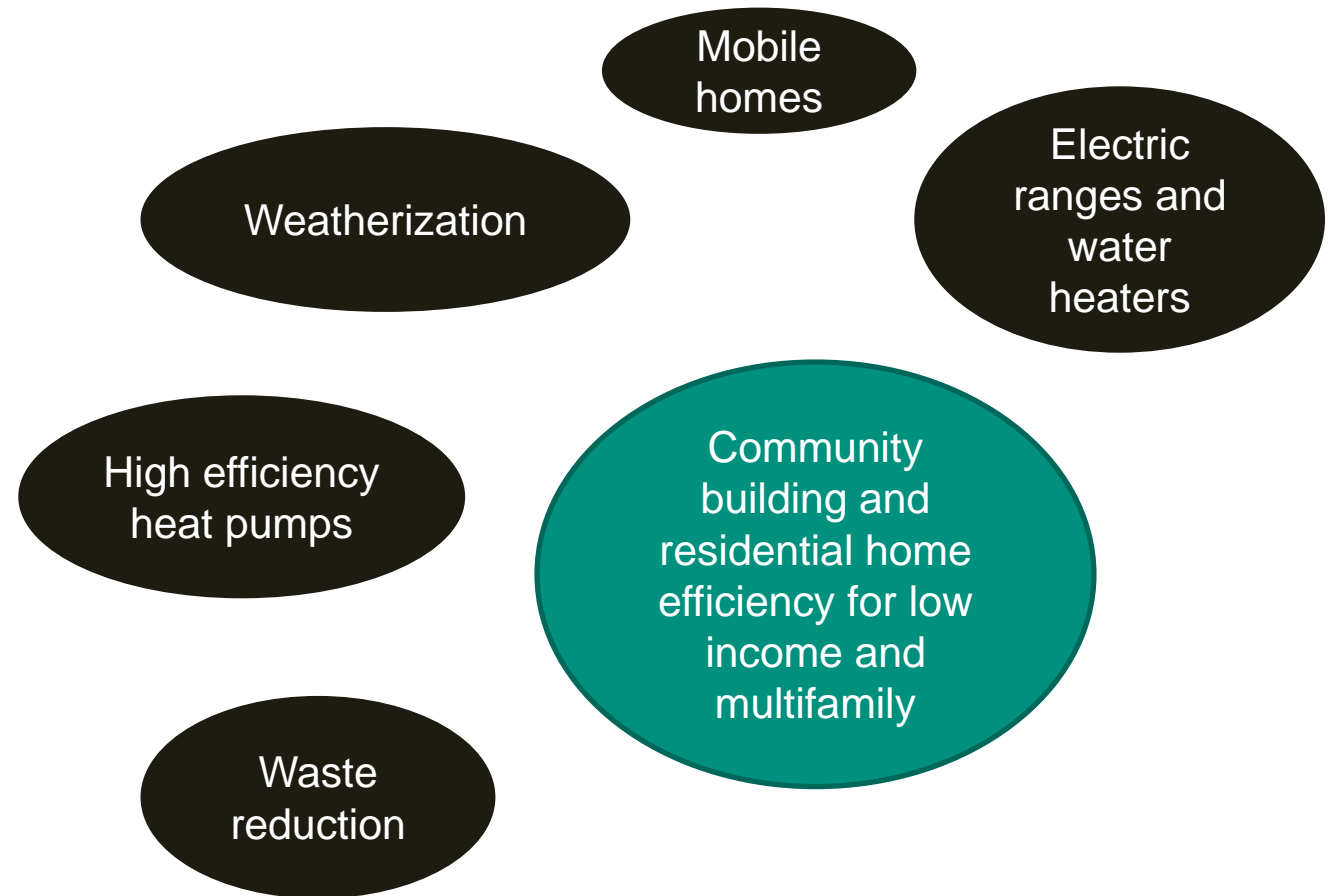 Mobile
homes
Electric
ranges and
water
heaters
Weatherization
High efficiency
heat pumps
Community
building and
residential home
efficiency for low
income and
multifamily
Waste
reduction